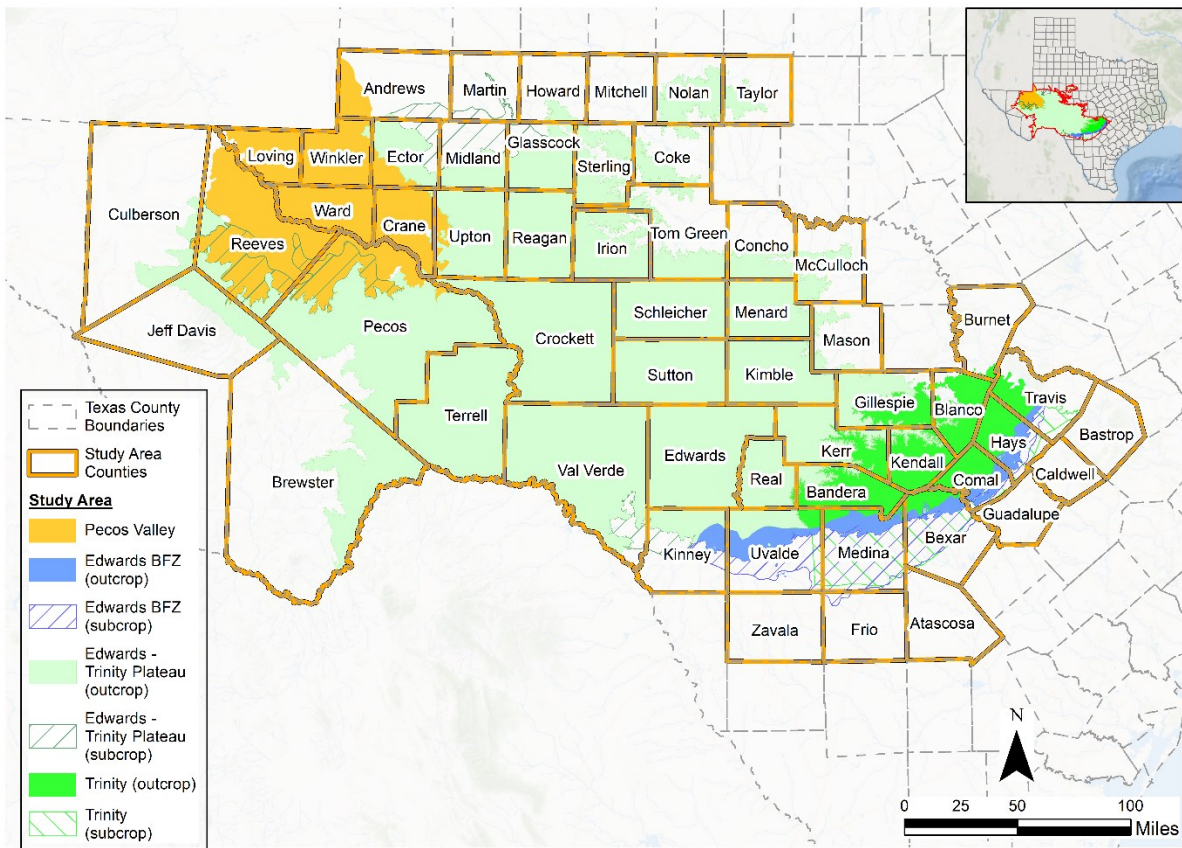 Andrews
Martin
Howard
Mitchell
Nolan
Taylor
Loving
Winkler
Ector
Midland
Glasscock
Sterling
Coke
Culberson
Reeves
Ward
Crane
Upton
Reagan
Irion
Tom Green
Concho
McCulloch
Jeff Davis
Pecos
Crockett
Schleicher
Menard
Mason
Burnet
Sutton
Kimble
Gillespie
Blanco
Travis
Terrell
Hays
Bastrop
Brewster
Val Verde
Edwards
Real
Kerr
Kendall
Comal
Caldwell
Bandera
Guadalupe
Kinney
Uvalde
Medina
Bexar
Zavala
Frio
Atascosa
Texas County
Boundaries
Study Area
Counties
Study Area
Pecos Valley
Edwards BFZ
(outcrop)
Edwards BFZ
(subcrop)
Edwards -
Trinity Plateau
(outcrop)
Edwards -
Trinity Plateau
(subcrop)
Trinity (outcrop)
Trinity
(subcrop)
N
0 25 50 100
Miles